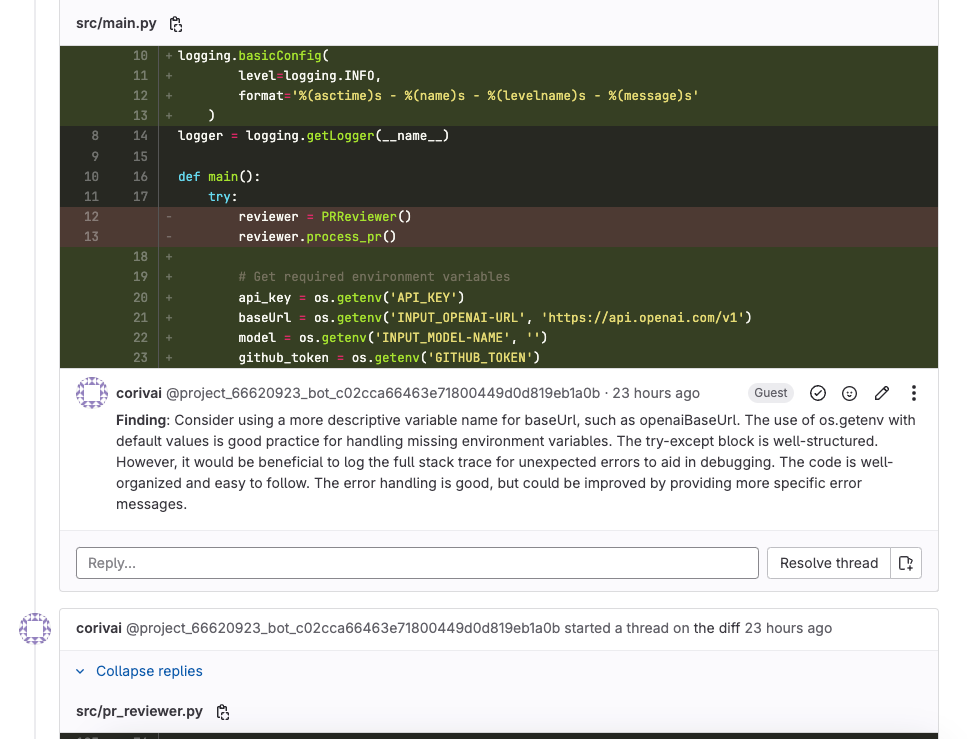 src/main.py
10 + logging.basicConfig(
11 + level=logging.INFO,
12 + format='%(asctime)s - %(name)s - %(levelname)s - %(message)s'
13 + )
8 14 logger = logging.getLogger(__name__)
9 15
10 16 def main():
11 17 try:
12 - reviewer = PRReviewer()
13 - reviewer.process_pr()
18 +
19 + # Get required environment variables
20 + api_key = os.getenv('API_KEY')
21 + baseUrl = os.getenv('INPUT_OPENAI-URL', 'https://api.openai.com/v1')
22 + model = os.getenv('INPUT_MODEL-NAME', '')
23 + github_token = os.getenv('GITHUB_TOKEN')
corivai @project_66620923_bot_c02cca66463e71800449d0d819eb1a0b · 23 hours ago Guest
Finding: Consider using a more descriptive variable name for baseUrl, such as openaiBaseUrl. The use of os.getenv with
default values is good practice for handling missing environment variables. The try-except block is well-structured.
However, it would be beneficial to log the full stack trace for unexpected errors to aid in debugging. The code is well-
organized and easy to follow. The error handling is good, but could be improved by providing more specific error
messages.
Reply... Resolve thread
corivai @project_66620923_bot_c02cca66463e71800449d0d819eb1a0b started a thread on the diff 23 hours ago
Collapse replies
src/pr_reviewer.py